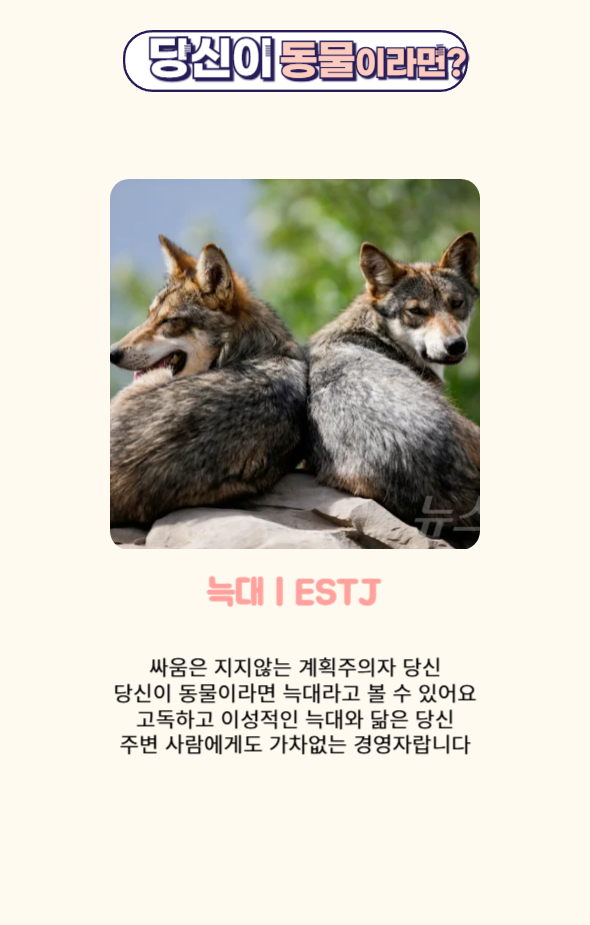 당신이 동물이라면?
뉴스
늑대 | ESTJ
싸움은 지지않는 계획주의자 당신
당신이 동물이라면 늑대라고 볼 수 있어요
고독하고 이성적인 늑대와 닮은 당신
주변 사람에게도 가차없는 경영자랍니다